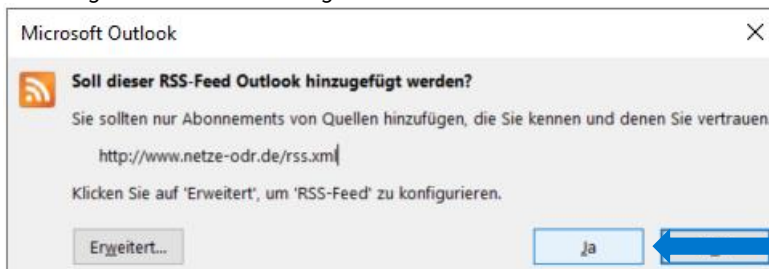 Microsoft Outlook
Soll dieser RSS-Feed Outlook hinzugefügt werden?
Sie sollten nur Abonnements von Quellen hinzufügen, die Sie kennen und denen Sie vertrauen.
http://www.netze-odr.de/rss.xml
Klicken Sie auf 'Erweitert', um 'RSS-Feed' zu konfigurieren.
Erweitert... Ja